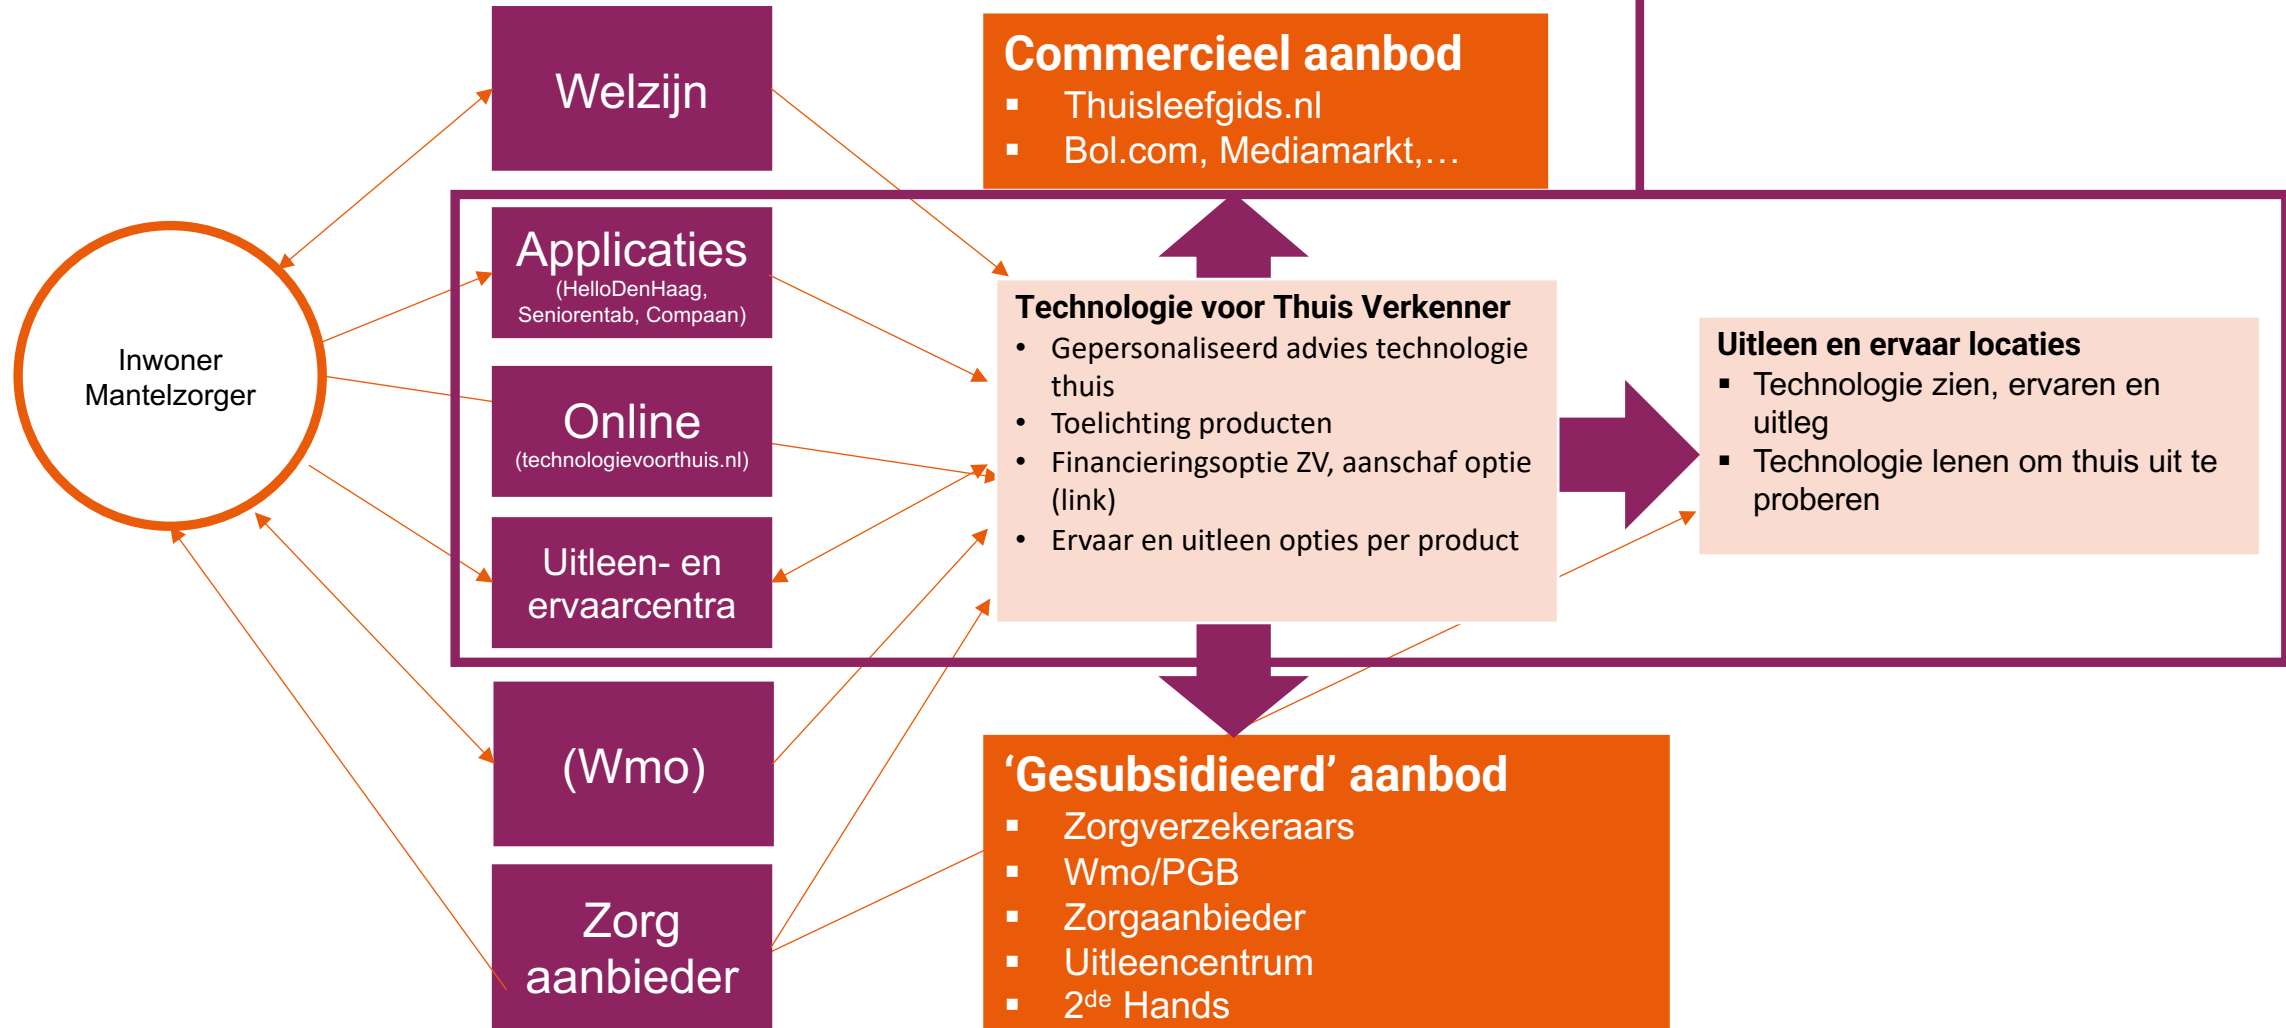 Inwoner
Mantelzorger
Welzijn
Applicaties
(HelloDenHaag,
Seniorentab, Compaan)
Online
(technologievoorthuis.nl)
Uitleen- en
ervaarcentra
(Wmo)
Zorg
aanbieder
Commercieel aanbod
▪ Thuisleefgids.nl
▪ Bol.com, Mediamarkt,…
Technologie voor Thuis Verkenner
• Gepersonaliseerd advies technologie
thuis
• Toelichting producten
• Financieringsoptie ZV, aanschaf optie
(link)
• Ervaar en uitleen opties per product
Uitleen en ervaar locaties
▪ Technologie zien, ervaren en
uitleg
▪ Technologie lenen om thuis uit te
proberen
‘Gesubsidieerd’ aanbod
▪ Zorgverzekeraars
▪ Wmo/PGB
▪ Zorgaanbieder
▪ Uitleencentrum
▪ 2de Hands